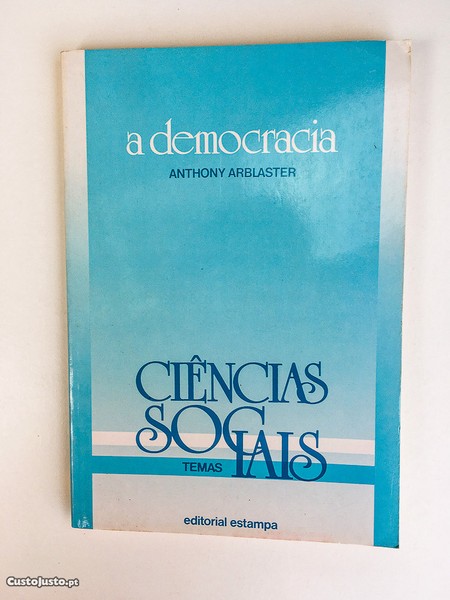 a democracia
ANTHONY ARBLASTER
CIÊNCIAS
SOCIAIS
TEMAS
editorial estampa
CustoJusto.pt